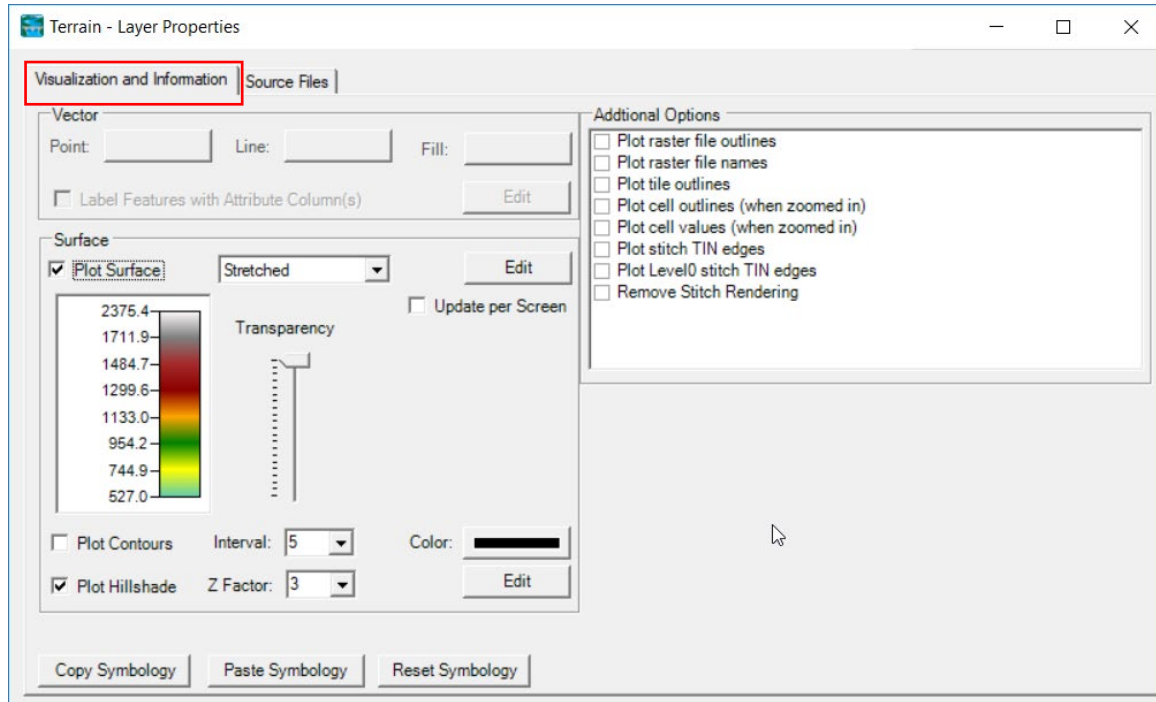 Terrain - Layer Properties
Visualization and Information
Source Files
Vector
Point:
Line:
Fill:
Label Features with Attribute Column(s)
Edit
Surface
Plot Surface
Stretched
Edit
Update per Screen
2375.4
1711.9
1484.7
1299.6
1133.0
954.2
744.9
527.0
Transparency
Plot Contours
Interval:
5
Color:
Plot Hillshade
Z Factor:
3
Edit
Addtional Options
Plot raster file outlines
Plot raster file names
Plot tile outlines
Plot cell outlines (when zoomed in)
Plot cell values (when zoomed in)
Plot stitch TIN edges
Plot Level0 stitch TIN edges
Remove Stitch Rendering
Copy Symbology
Paste Symbology
Reset Symbology